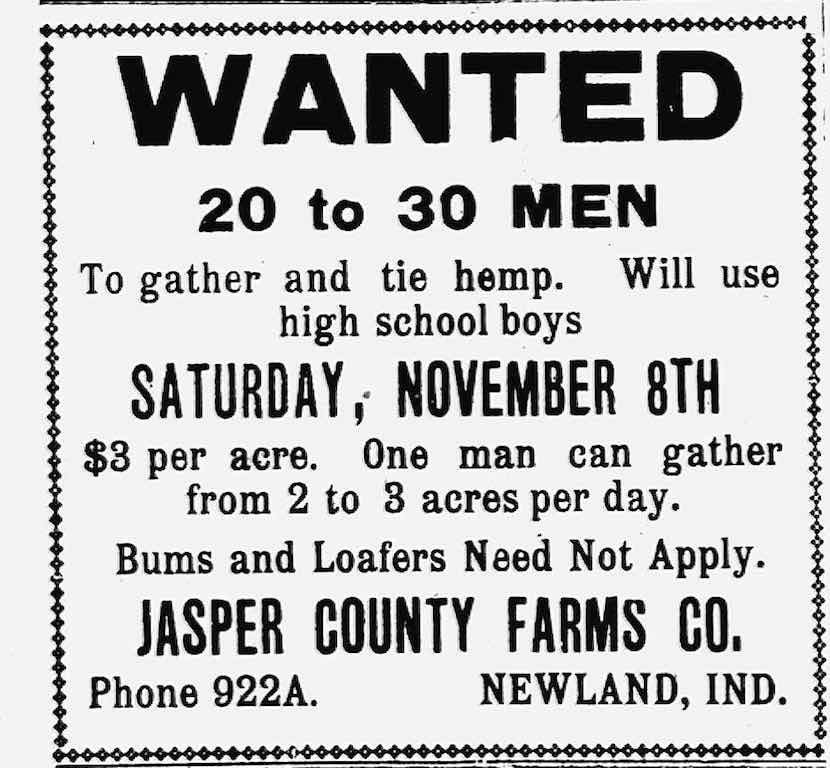 WANTED
20 to 30 MEN
To gather and tie hemp. Will use
high school boys
SATURDAY, NOVEMBER 8TH
$3 per acre. One man can gather
from 2 to 3 acres per day.
Bums and Loafers Need Not Apply.
JASPER COUNTY FARMS CO.
Phone 922A. NEWLAND, IND.